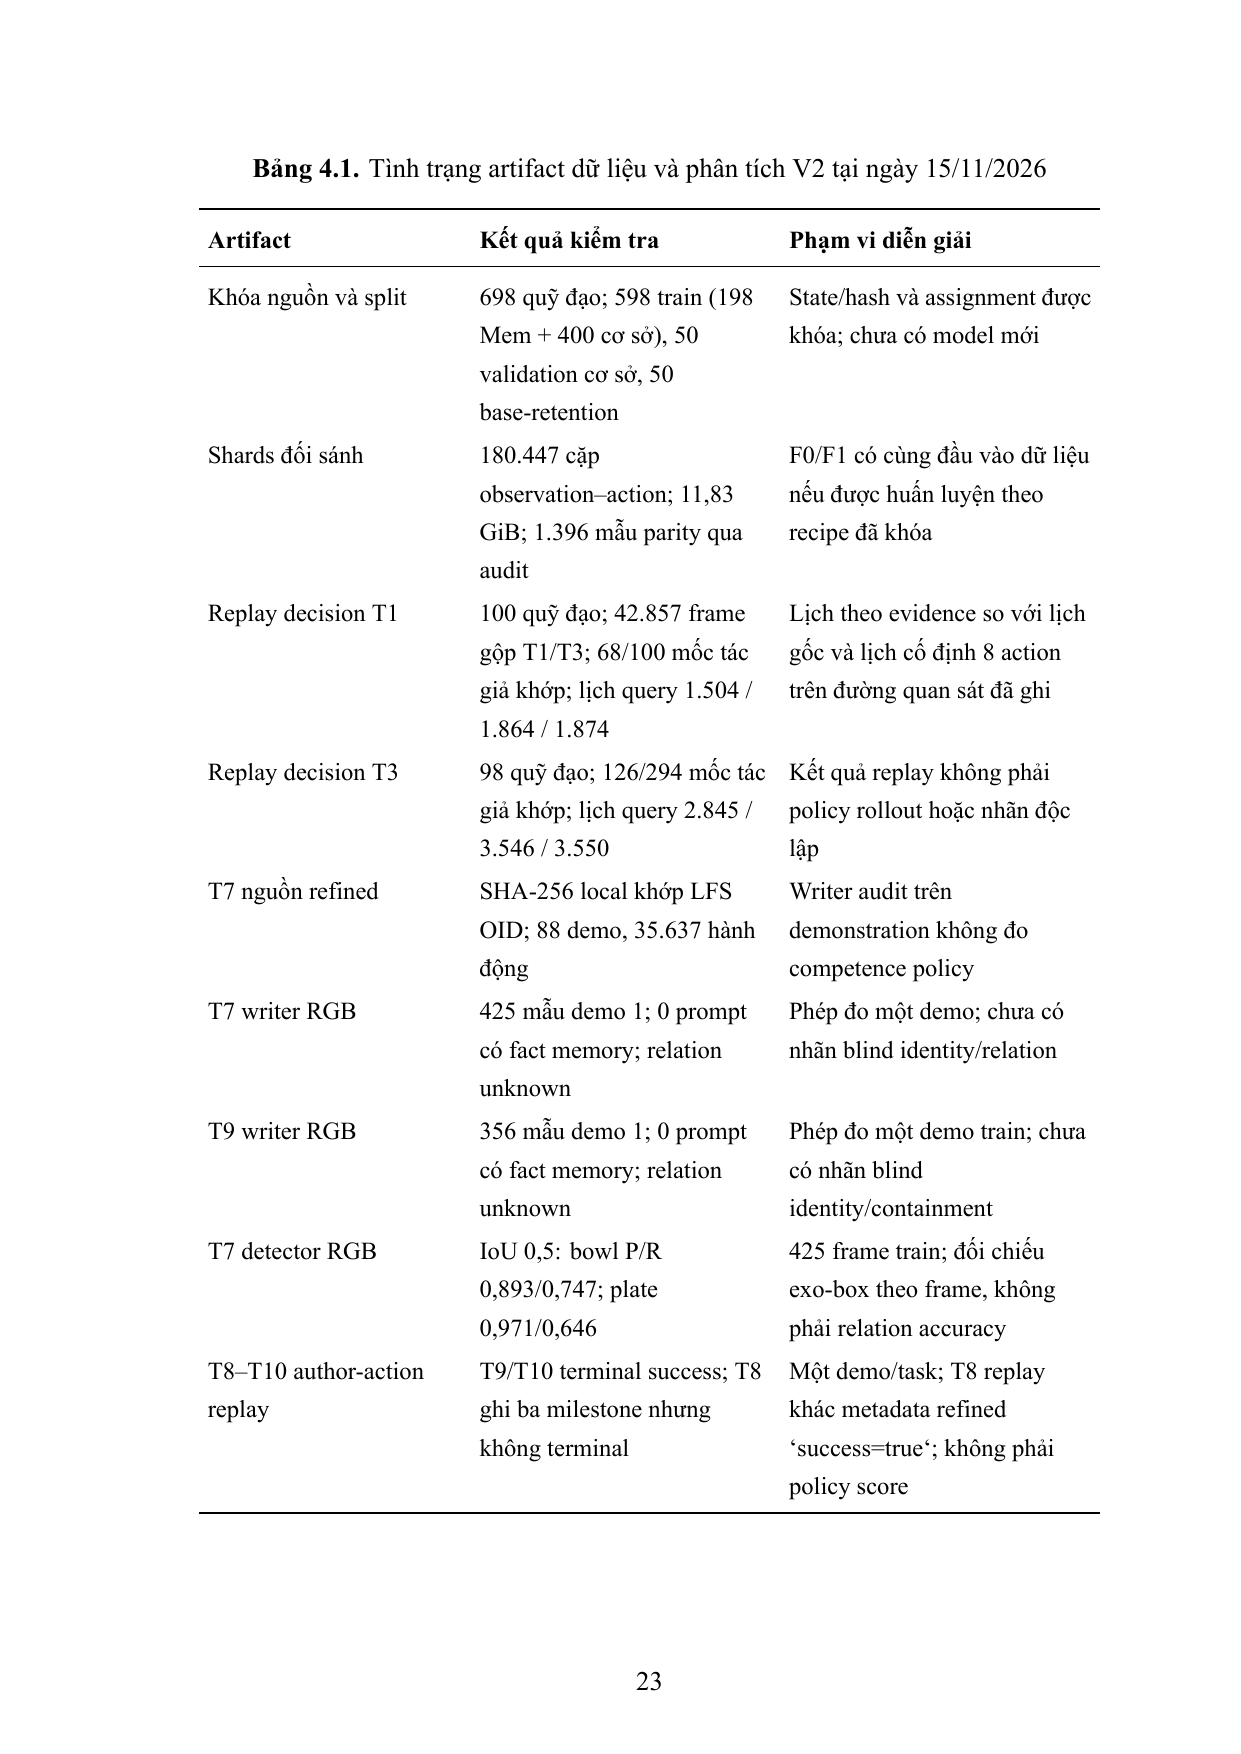 Bảng 4.1. Tình trạng artifact dữ liệu và phân tích V2 tại ngày 15/11/2026
Artifact Kết quả kiểm tra Phạm vi diễn giải
Khóa nguồn và split 698 quỹ đạo; 598 train (198 State/hash và assignment được
Mem + 400 cơ sở), 50 khóa; chưa có model mới
validation cơ sở, 50
base-retention
Shards đối sánh 180.447 cặp F0/F1 có cùng đầu vào dữ liệu
observation–action; 11,83 nếu được huấn luyện theo
GiB; 1.396 mẫu parity qua recipe đã khóa
audit
Replay decision T1 100 quỹ đạo; 42.857 frame Lịch theo evidence so với lịch
gộp T1/T3; 68/100 mốc tác gốc và lịch cố định 8 action
giả khớp; lịch query 1.504 / trên đường quan sát đã ghi
1.864 / 1.874
Replay decision T3 98 quỹ đạo; 126/294 mốc tác Kết quả replay không phải
giả khớp; lịch query 2.845 / policy rollout hoặc nhãn độc
3.546 / 3.550 lập
T7 nguồn refined SHA-256 local khớp LFS Writer audit trên
OID; 88 demo, 35.637 hành demonstration không đo
động competence policy
T7 writer RGB 425 mẫu demo 1; 0 prompt Phép đo một demo; chưa có
có fact memory; relation nhãn blind identity/relation
unknown
T9 writer RGB 356 mẫu demo 1; 0 prompt Phép đo một demo train; chưa
có fact memory; relation có nhãn blind
unknown identity/containment
T7 detector RGB IoU 0,5: bowl P/R 425 frame train; đối chiếu
0,893/0,747; plate exo-box theo frame, không
0,971/0,646 phải relation accuracy
T8–T10 author-action T9/T10 terminal success; T8 Một demo/task; T8 replay
replay ghi ba milestone nhưng khác metadata refined
không terminal ‘success=true‘; không phải
policy score
23